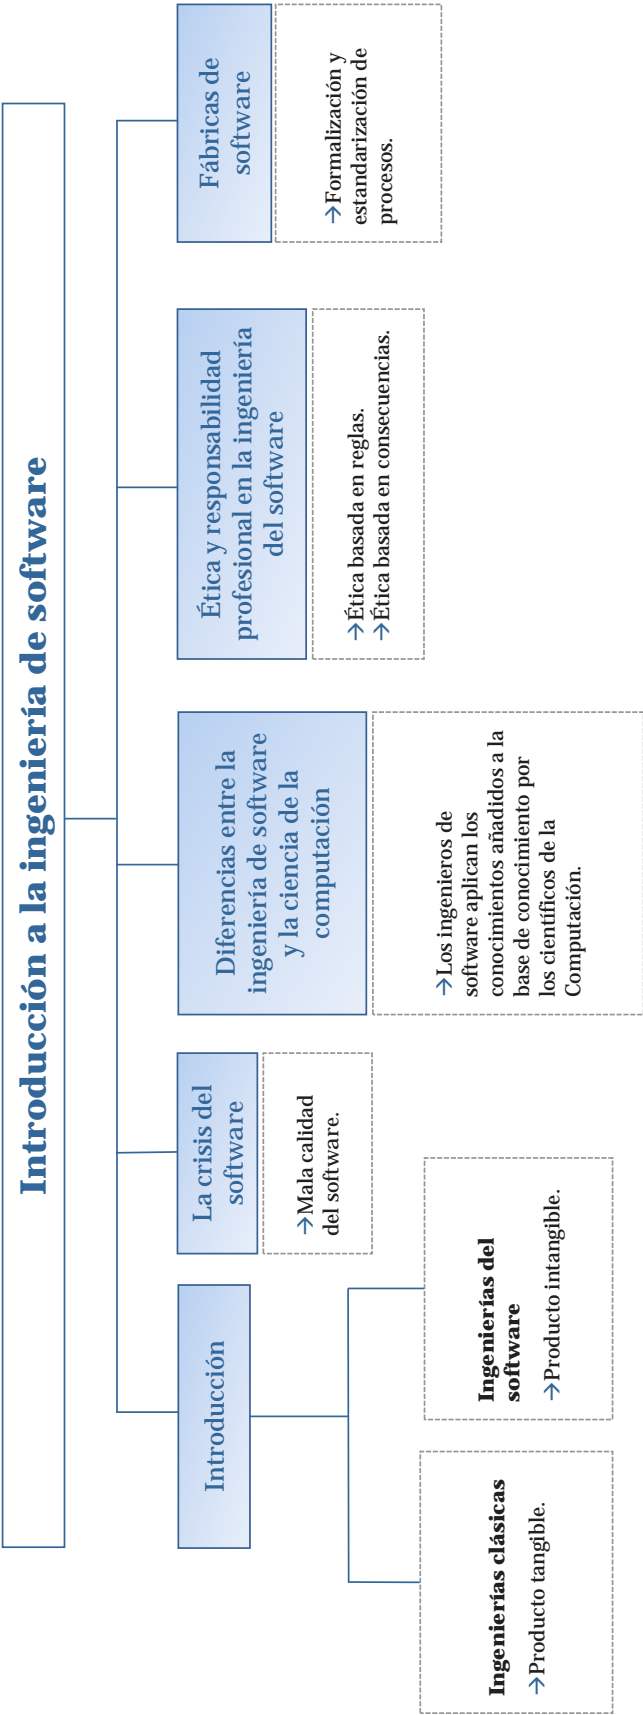 Introducción a la ingeniería de software
Introducción
Ingenierías clásicas
→Producto tangible.
Ingenierías del
software
→Producto intangible.
La crisis del
software
→Mala calidad
del software.
Diferencias entre la
ingeniería de software
y la ciencia de la
computación
→Los ingenieros de
software aplican los
conocimientos añadidos a la
base de conocimiento por
los científicos de la
Computación.
Ética y responsabilidad
profesional en la ingeniería
del software
→Ética basada en reglas.
→Ética basada en consecuencias.
Fábricas de
software
→Formalización y
estandarización de
procesos.